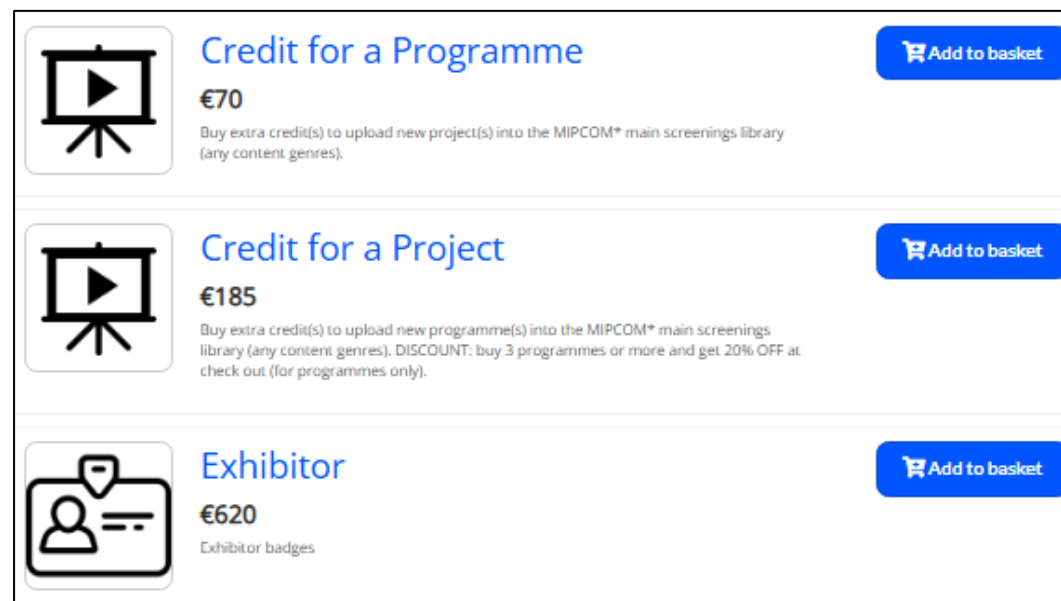 Credit for a Programme
Add to basket
€70
Buy extra credit(s) to upload new project(s) into the MIPCOM* main screenings library
(any content genres).
Credit for a Project
Add to basket
€185
Buy extra credit(s) to upload new programme(s) into the MIPCOM* main screenings
library (any content genres). DISCOUNT: buy 3 programmes or more and get 20% OFF at
check out (for programmes only).
Exhibitor
Add to basket
€620
Exhibitor badges